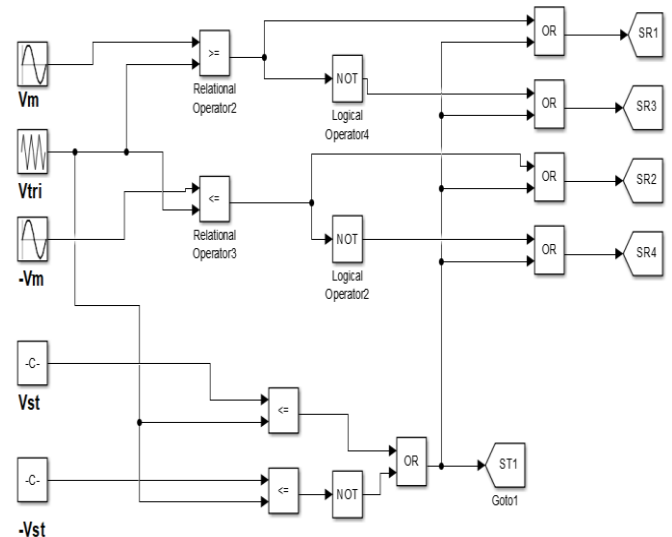 Vm
>=
Relational
Operator2
NOT
Logical
Operator4
OR
SR1
OR
SR3
Vtri
<=
Relational
Operator3
NOT
Logical
Operator2
OR
SR2
OR
SR4
-Vm
-C-
Vst
<=
-C-
-Vst
<=
NOT
OR
ST1
Goto1